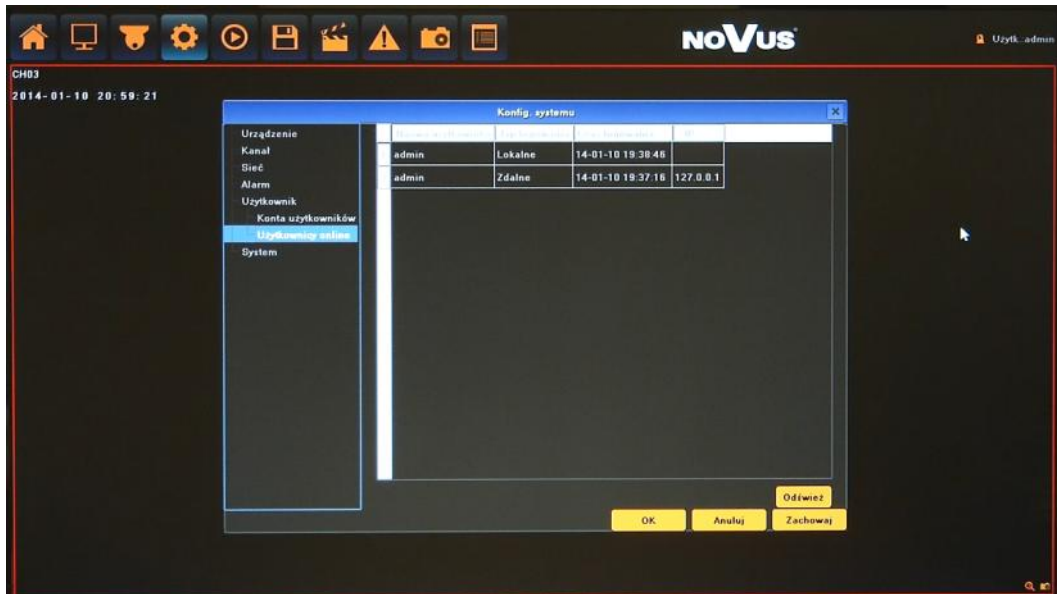 NOVUS
Użytk..admin
CH03
2014-01-10 20:59:21
Konfig. systemu
Urządzenie
Kanał
Sieć
Alarm
Użytkownik
Konta użytkowników
Użytkownicy online
System
admin Lokalne 14-01-10 19:38:46
admin Zdalne 14-01-10 19:37:16 127.0.0.1
Odśwież
OK Anuluj Zachowaj